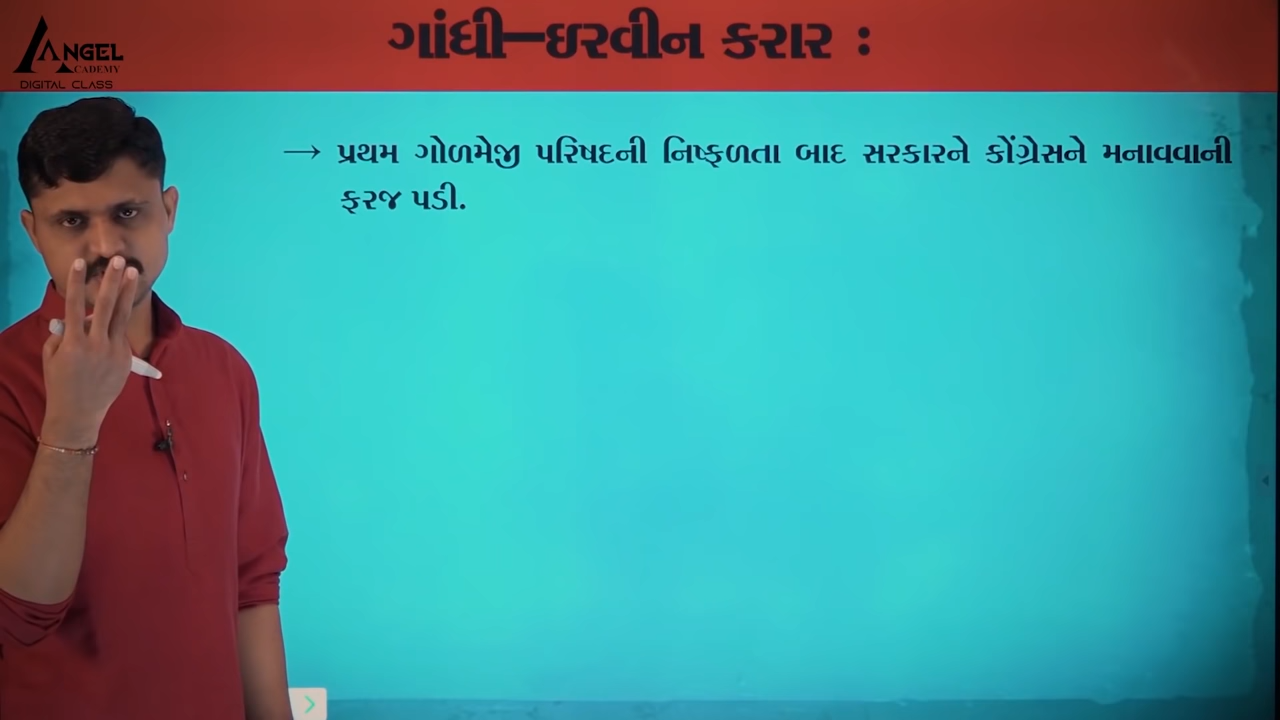 ANGEL
ACADEMY
DIGITAL CLASS
ગાંધી–ઇરવીન કરાર :
→ પ્રથમ ગોળમેજી પરિષદની નિષ્ફળતા બાદ સરકારને કોંગ્રેસને મનાવવાની
ફરજ પડી.